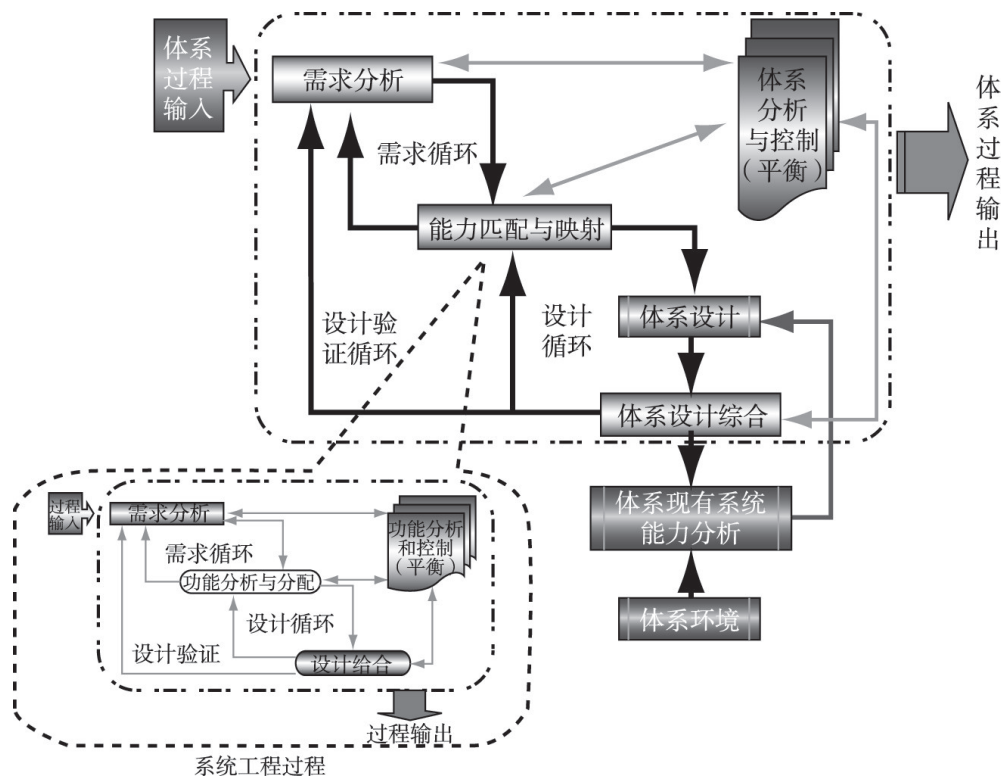 体系
过程
输入
需求分析
体系
分析
与控制
（平衡）
体系过程输出
需求循环
能力匹配与映射
设计验
证循环
设计
循环
体系设计
体系设计综合
体系现有系统
能力分析
体系环境
过程
输入
需求分析
功能分析
和控制
（平衡）
需求循环
功能分析与分配
设计循环
设计验证
设计给合
过程输出
系统工程过程